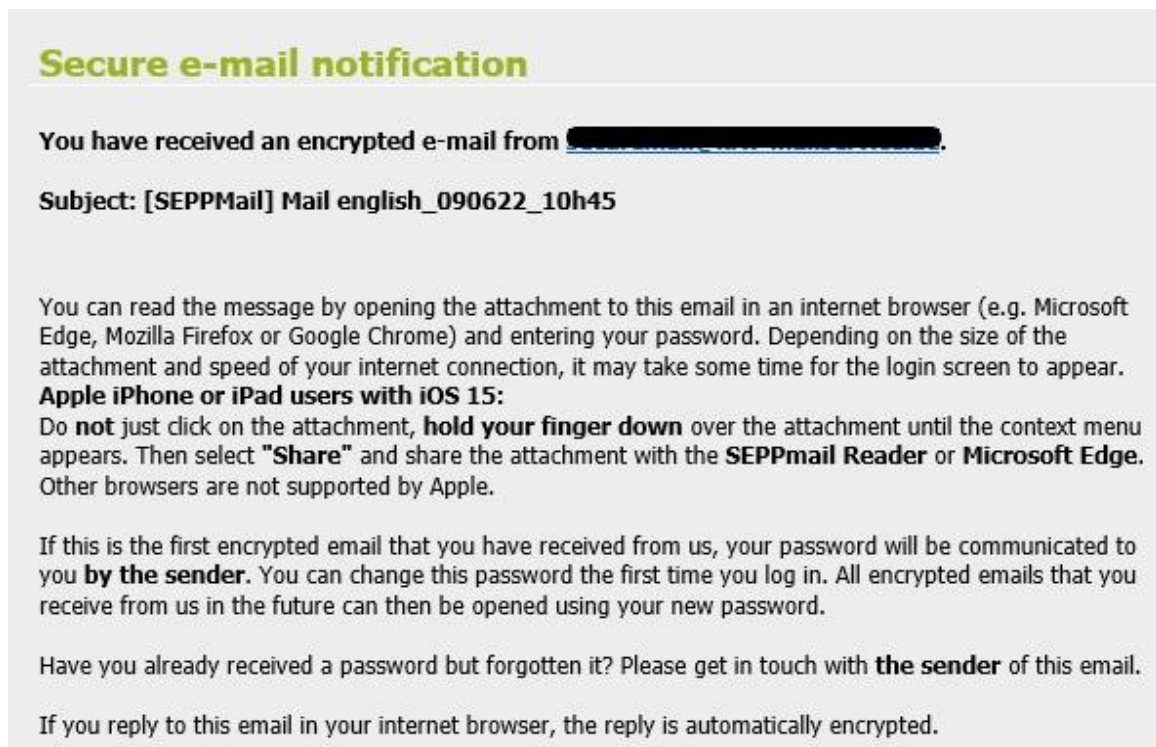 Secure e-mail notification
You have received an encrypted e-mail from .
Subject: [SEPPMail] Mail english_090622_10h45
You can read the message by opening the attachment to this email in an internet browser (e.g. Microsoft
Edge, Mozilla Firefox or Google Chrome) and entering your password. Depending on the size of the
attachment and speed of your internet connection, it may take some time for the login screen to appear.
Apple iPhone or iPad users with iOS 15:
Do not just click on the attachment, hold your finger down over the attachment until the context menu
appears. Then select "Share" and share the attachment with the SEPPmail Reader or Microsoft Edge.
Other browsers are not supported by Apple.
If this is the first encrypted email that you have received from us, your password will be communicated to
you by the sender. You can change this password the first time you log in. All encrypted emails that you
receive from us in the future can then be opened using your new password.
Have you already received a password but forgotten it? Please get in touch with the sender of this email.
If you reply to this email in your internet browser, the reply is automatically encrypted.